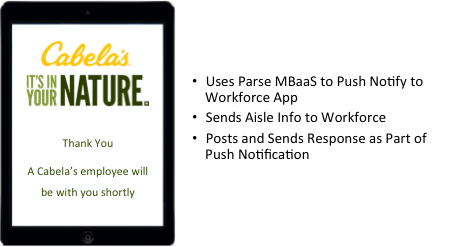 Cabela's
IT'S IN
YOUR NATURE.
Thank You
A Cabela's employee will
be with you shortly
• Uses Parse MBaaS to Push Notify to
Workforce App
• Sends Aisle Info to Workforce
• Posts and Sends Response as Part of
Push Notification